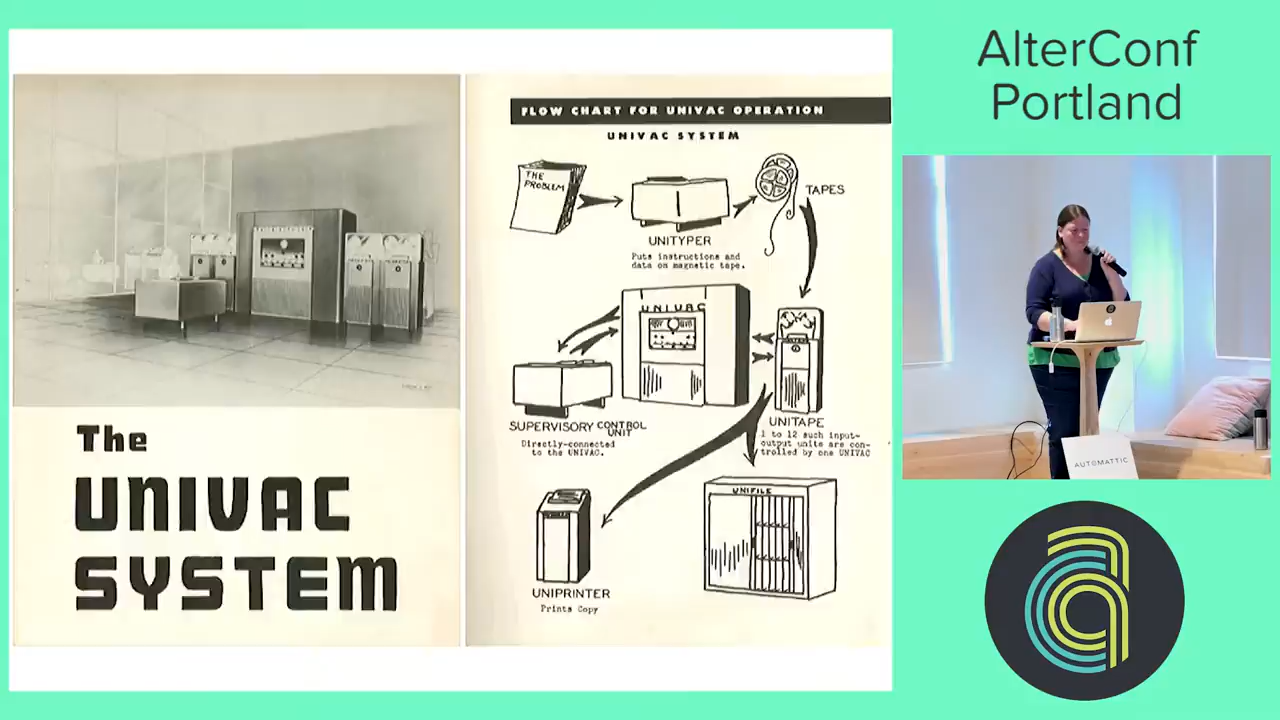 AlterConf
Portland
The
UNIVAC
SYSTEM
FLOW CHART FOR UNIVAC OPERATION
UNIVAC SYSTEM
THE
PROBLEM
TAPES
UNITYPER
Puts instructions and
data on magnetic tape.
UNIVAC
SUPERVISORY CONTROL
UNIT
Directly-connected
to the UNIVAC.
UNITAPE
1 to 12 such input-
output units are con-
trolled by one UNIVAC
UNIFILE
UNIPRINTER
Prints Copy
AUTOMATTIC